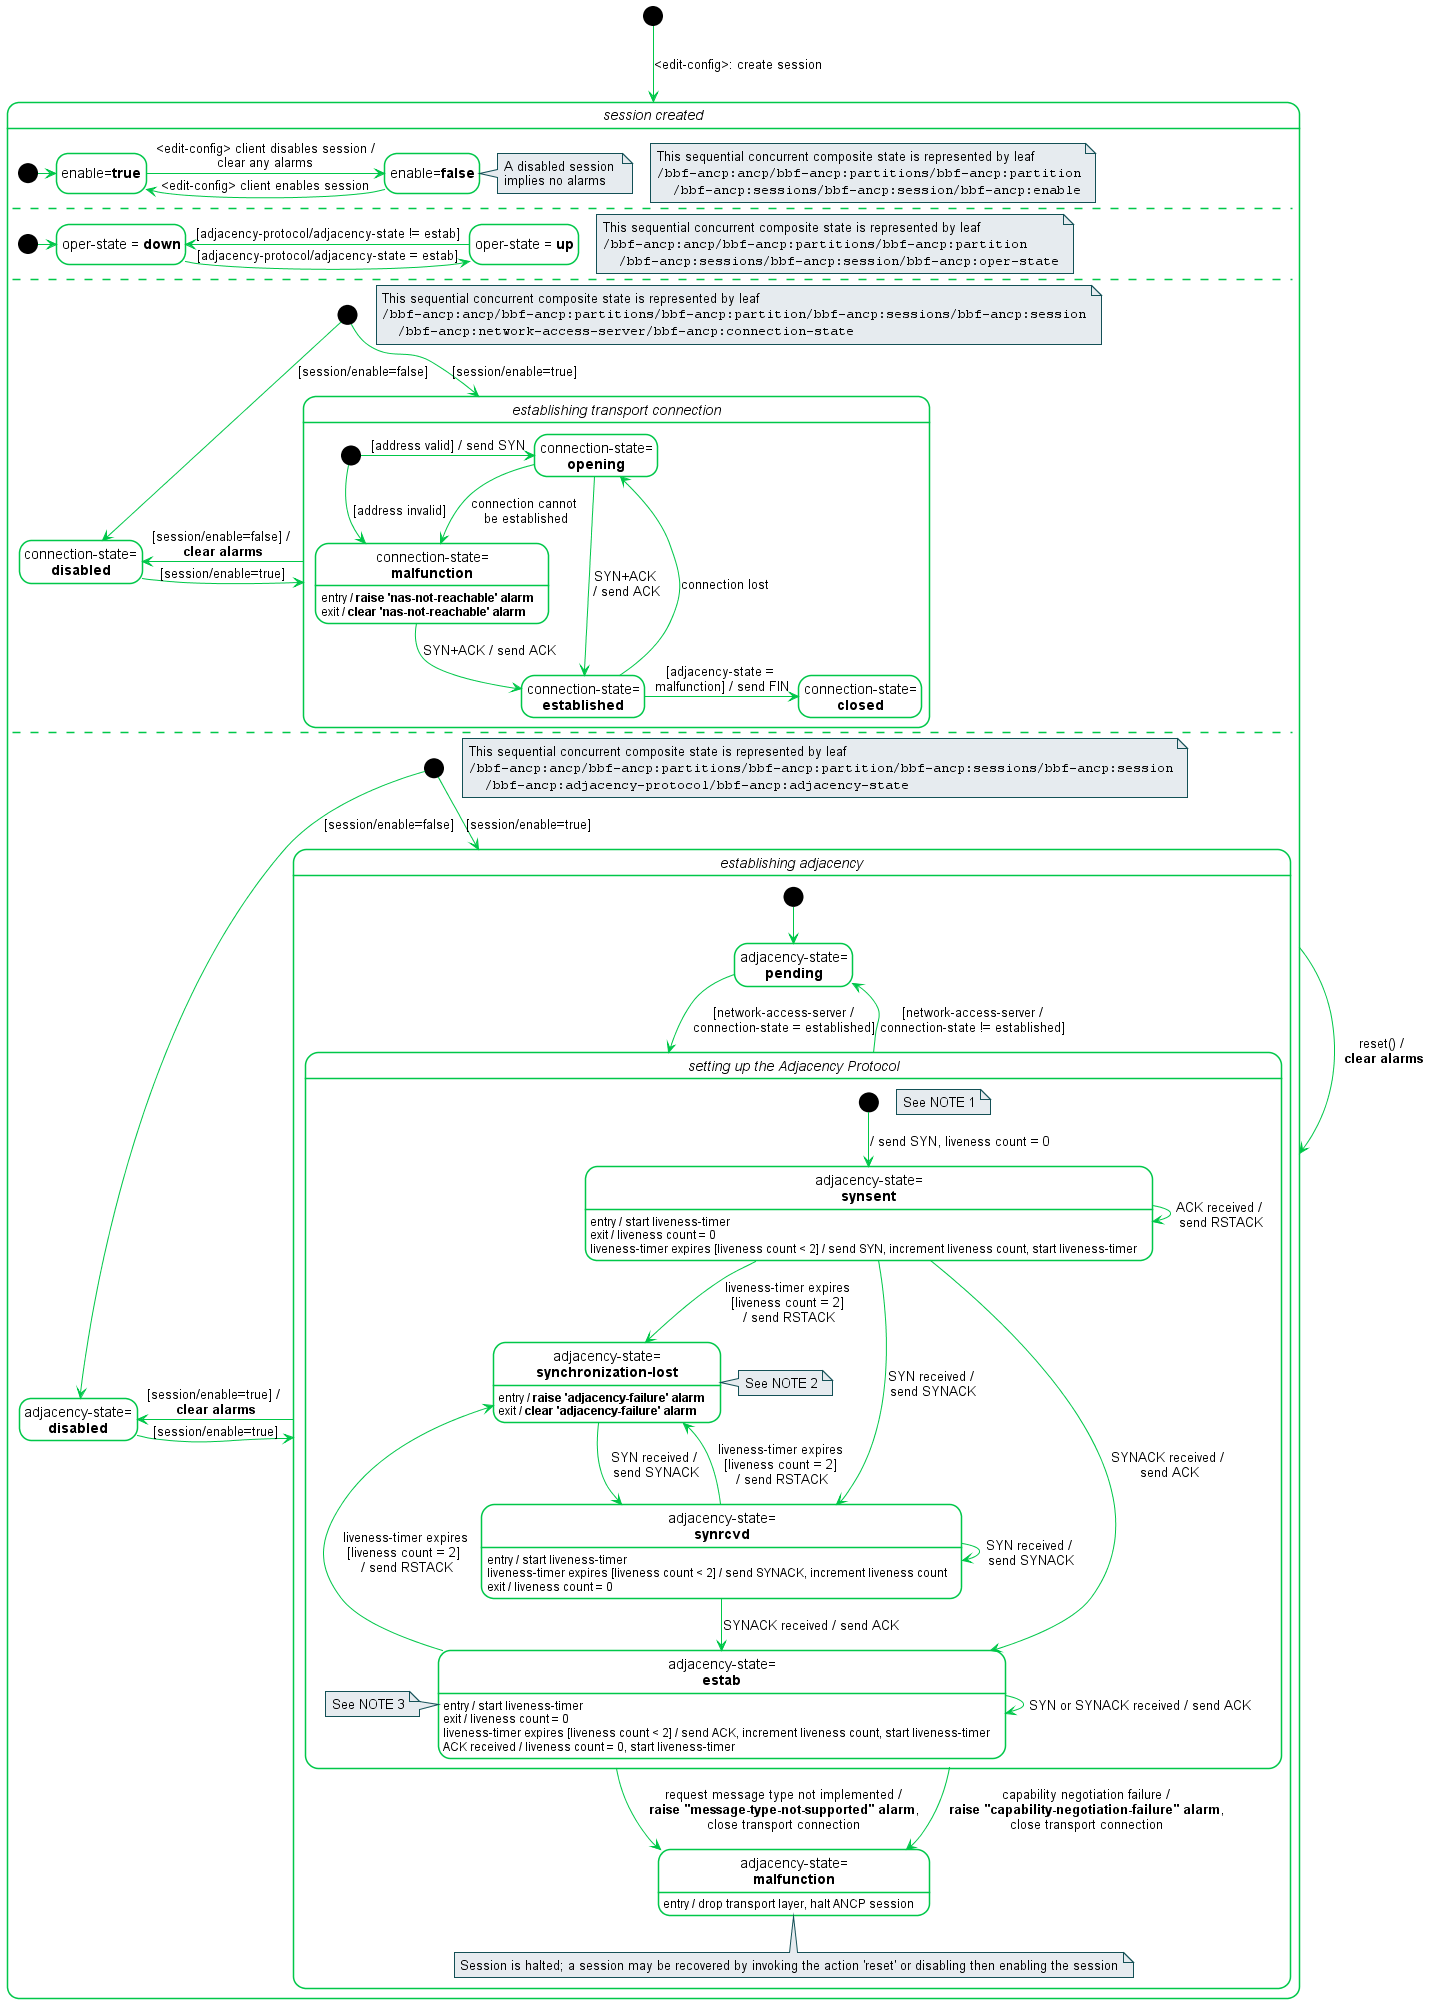 <edit-config>: create session
session created
<edit-config> client disables session /
clear any alarms
enable=true
enable=false
<edit-config> client enables session
A disabled session
implies no alarms
This sequential concurrent composite state is represented by leaf
/bbf-ancp:ancp/bbf-ancp:partitions/bbf-ancp:partition
/bbf-ancp:sessions/bbf-ancp:session/bbf-ancp:enable
oper-state = down
[adjacency-protocol/adjacency-state != estab]
[adjacency-protocol/adjacency-state = estab]
oper-state = up
This sequential concurrent composite state is represented by leaf
/bbf-ancp:ancp/bbf-ancp:partitions/bbf-ancp:partition
/bbf-ancp:sessions/bbf-ancp:session/bbf-ancp:oper-state
This sequential concurrent composite state is represented by leaf
/bbf-ancp:ancp/bbf-ancp:partitions/bbf-ancp:partition/bbf-ancp:sessions/bbf-ancp:session
/bbf-ancp:network-access-server/bbf-ancp:connection-state
[session/enable=false]
[session/enable=true]
establishing transport connection
[address valid] / send SYN
connection-state=
opening
[address invalid]
connection cannot
be established
connection-state=
disabled
[session/enable=false] /
clear alarms
[session/enable=true]
connection-state=
malfunction
entry / raise 'nas-not-reachable' alarm
exit / clear 'nas-not-reachable' alarm
SYN+ACK
/ send ACK
connection lost
SYN+ACK / send ACK
connection-state=
established
[adjacency-state =
malfunction] / send FIN
connection-state=
closed
This sequential concurrent composite state is represented by leaf
/bbf-ancp:ancp/bbf-ancp:partitions/bbf-ancp:partition/bbf-ancp:sessions/bbf-ancp:session
/bbf-ancp:adjacency-protocol/bbf-ancp:adjacency-state
[session/enable=false]
[session/enable=true]
establishing adjacency
adjacency-state=
pending
[network-access-server /
connection-state = established]
[network-access-server /
connection-state != established]
reset() /
clear alarms
setting up the Adjacency Protocol
See NOTE 1
/ send SYN, liveness count = 0
adjacency-state=
synsent
entry / start liveness-timer
exit / liveness count = 0
liveness-timer expires [liveness count < 2] / send SYN, increment liveness count, start liveness-timer
ACK received /
send RSTACK
liveness-timer expires
[liveness count = 2]
/ send RSTACK
adjacency-state=
synchronization-lost
entry / raise 'adjacency-failure' alarm
exit / clear 'adjacency-failure' alarm
See NOTE 2
SYN received /
send SYNACK
adjacency-state=
disabled
[session/enable=true] /
clear alarms
[session/enable=true]
SYN received /
send SYNACK
liveness-timer expires
[liveness count = 2]
/ send RSTACK
SYNACK received /
send ACK
adjacency-state=
synrcvd
entry / start liveness-timer
liveness-timer expires [liveness count < 2] / send SYNACK, increment liveness count
exit / liveness count = 0
SYN received /
send SYNACK
liveness-timer expires
[liveness count = 2]
/ send RSTACK
SYNACK received / send ACK
adjacency-state=
estab
entry / start liveness-timer
exit / liveness count = 0
liveness-timer expires [liveness count < 2] / send ACK, increment liveness count, start liveness-timer
ACK received / liveness count = 0, start liveness-timer
See NOTE 3
SYN or SYNACK received / send ACK
request message type not implemented /
raise "message-type-not-supported" alarm,
close transport connection
capability negotiation failure /
raise "capability-negotiation-failure" alarm,
close transport connection
adjacency-state=
malfunction
entry / drop transport layer, halt ANCP session
Session is halted; a session may be recovered by invoking the action 'reset' or disabling then enabling the session